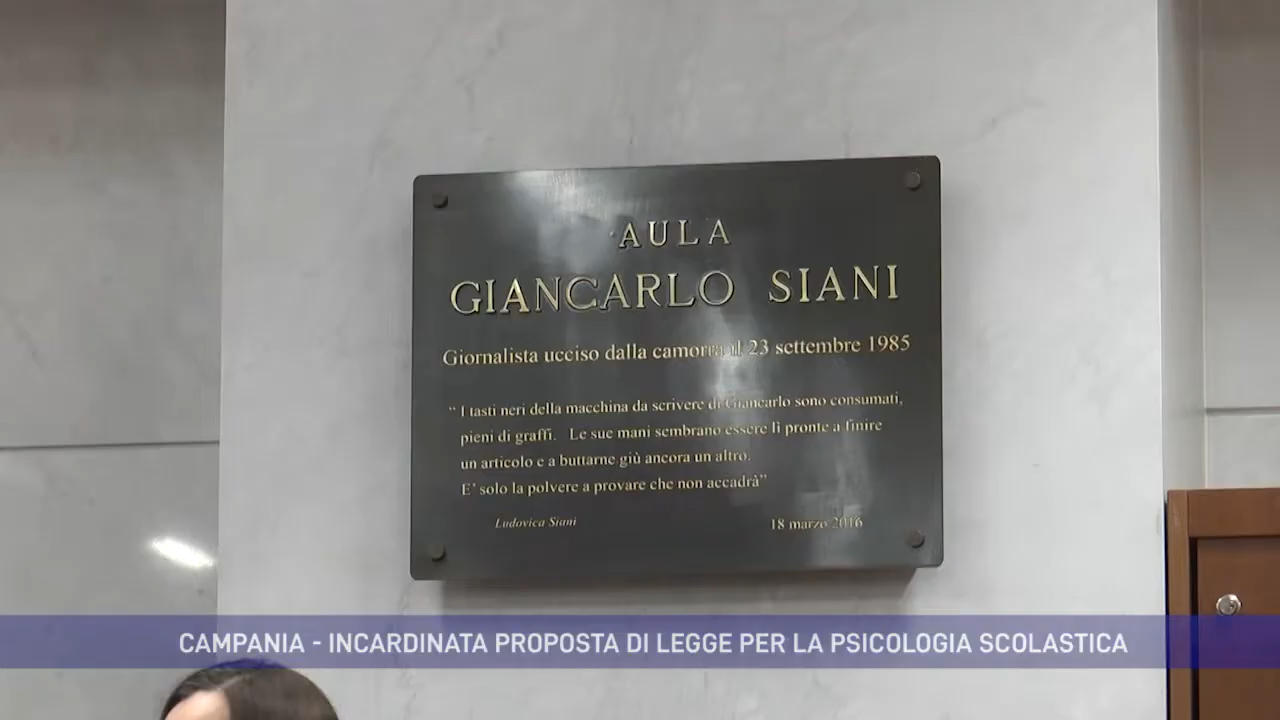 AULA
GIANCARLO SIANI
Giornalista ucciso dalla camorra il 23 settembre 1985
“ I tasti neri della macchina da scrivere di Giancarlo sono consumati,
pieni di graffi. Le sue mani sembrano essere lì pronte a finire
un articolo e a buttarne giù ancora un altro.
E’ solo la polvere a provare che non accadrà”
Ludovica Siani 18 marzo 2016
CAMPANIA - INCARDINATA PROPOSTA DI LEGGE PER LA PSICOLOGIA SCOLASTICA